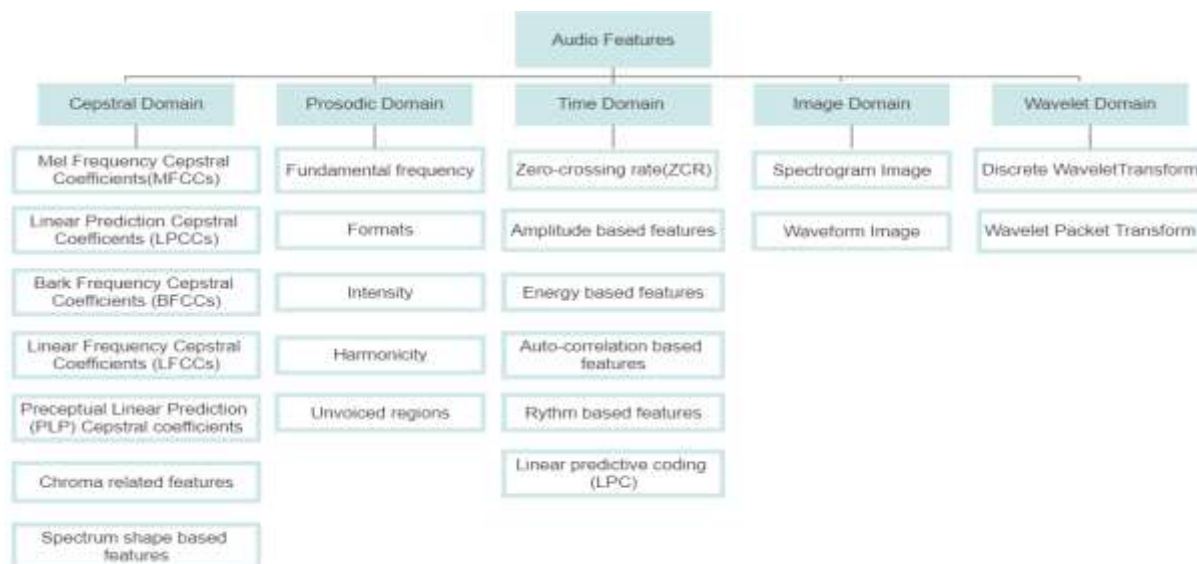 Audio Features
Cepstral Domain
Prosodic Domain
Time Domain
Image Domain
Wavelet Domain
Mel Frequency Cepstral
Coefficients(MFCCs)
Linear Prediction Cepstral
Coefficents (LPCCs)
Bark Frequency Cepstral
Coefficients (BFCCs)
Linear Frequency Cepstral
Coefficients (LFCCs)
Preceptual Linear Prediction
(PLP) Cepstral coefficients
Chroma related features
Spectrum shape based
features
Fundamental frequency
Formats
Intensity
Harmonicity
Unvoiced regions
Zero-crossing rate(ZCR)
Amplitude based features
Energy based features
Auto-correlation based
features
Rythm based features
Linear predictive coding
(LPC)
Spectrogram Image
Waveform Image
Discrete WaveletTransform
Wavelet Packet Transform